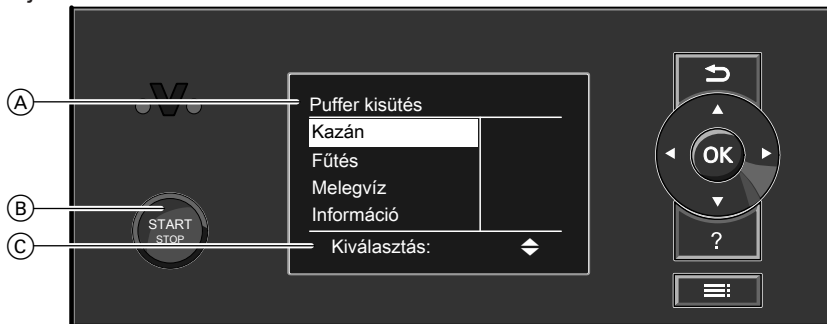 A
Puffer kisütés
Kazán
Fűtés
Melegvíz
Információ
B
START
STOP
C
Kiválasztás:
OK
?